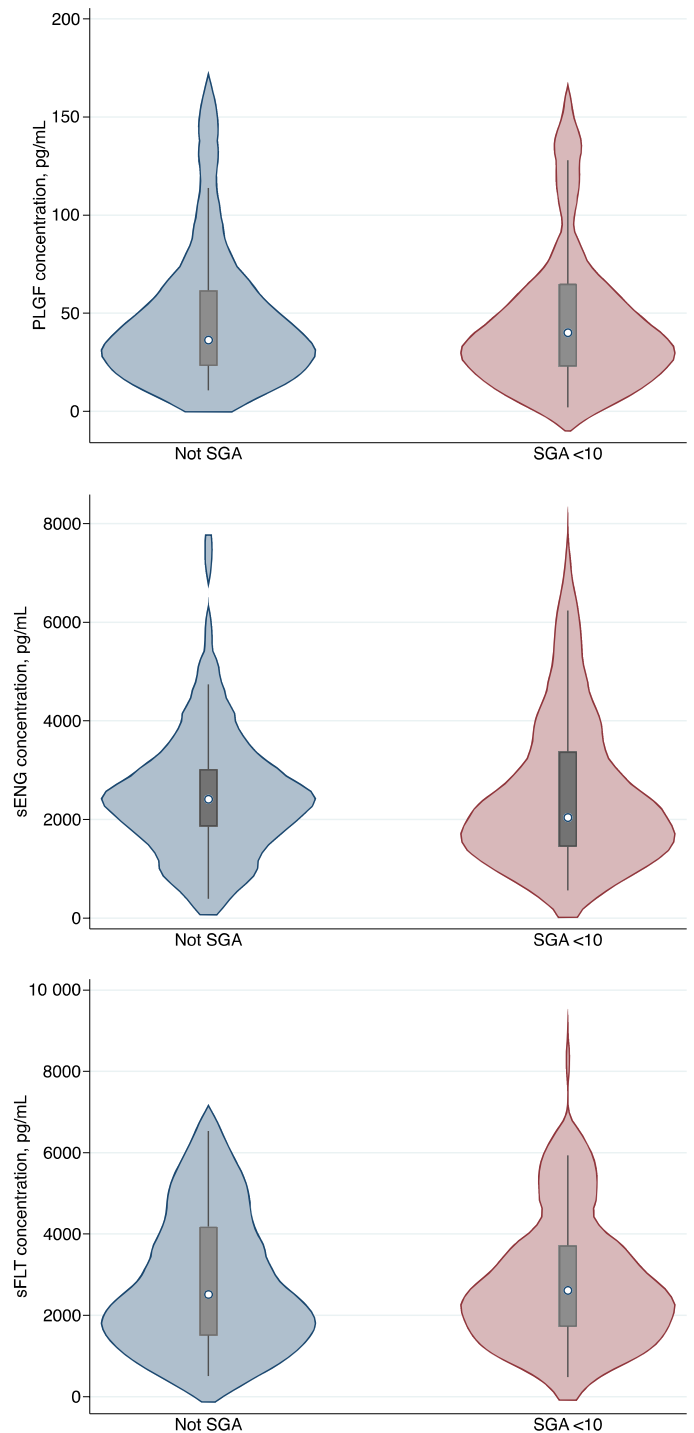 PLGF concentration, pg/mL
200
150
100
50
0
Not SGA
SGA <10
sENG concentration, pg/mL
8000
6000
4000
2000
0
Not SGA
SGA <10
sFLT concentration, pg/mL
10 000
8000
6000
4000
2000
0
Not SGA
SGA <10